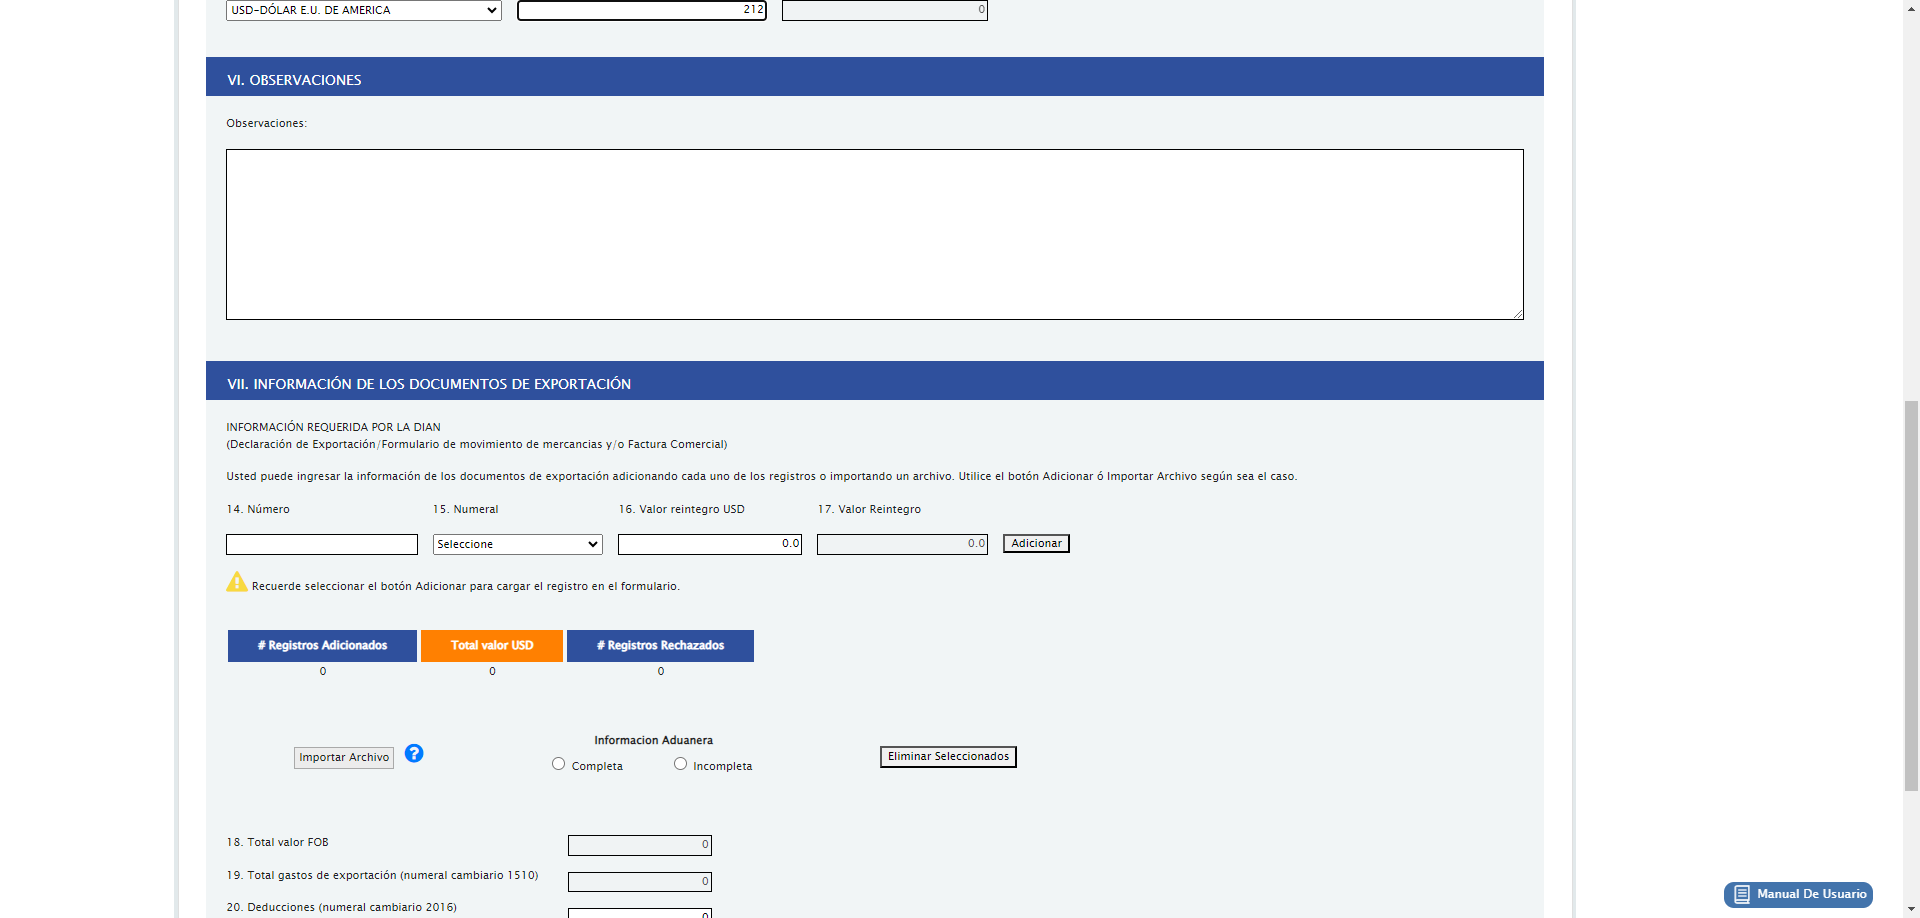 USD-DÓLAR E.U. DE AMERICA 212 0
VI. OBSERVACIONES
Observaciones:
VII. INFORMACIÓN DE LOS DOCUMENTOS DE EXPORTACIÓN
INFORMACIÓN REQUERIDA POR LA DIAN
(Declaración de Exportación/Formulario de movimiento de mercancias y/o Factura Comercial)
Usted puede ingresar la información de los documentos de exportación adicionando cada uno de los registros o importando un archivo. Utilice el botón Adicionar ó Importar Archivo según sea el caso.
14. Número 15. Numeral 16. Valor reintegro USD 17. Valor Reintegro
Seleccione 0.0 0.0 Adicionar
Recuerde seleccionar el botón Adicionar para cargar el registro en el formulario.
# Registros Adicionados Total valor USD # Registros Rechazados
0 0 0
Informacion Aduanera
Importar Archivo ? Completa Incompleta Eliminar Seleccionados
18. Total valor FOB 0
19. Total gastos de exportación (numeral cambiario 1510) 0
20. Deducciones (numeral cambiario 2016) 0
Manual De Usuario